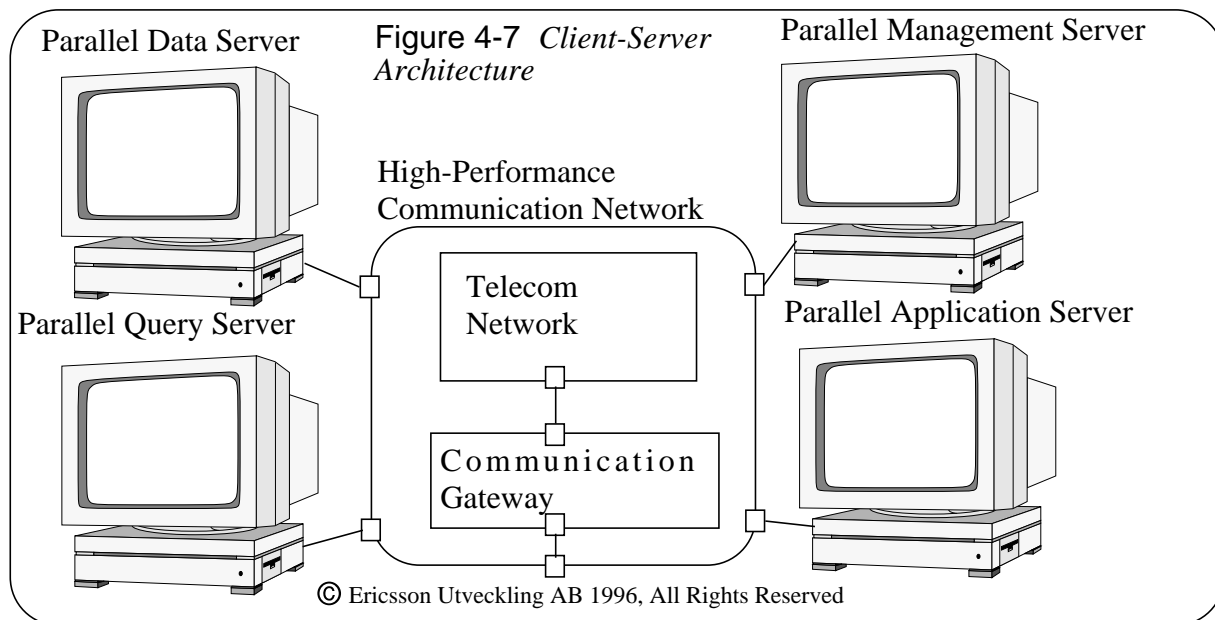 Parallel Data Server
Figure 4-7 Client-Server
Architecture
Parallel Management Server
High-Performance
Communication Network
Telecom
Network
Parallel Query Server
Parallel Application Server
Communication
Gateway
© Ericsson Utveckling AB 1996, All Rights Reserved